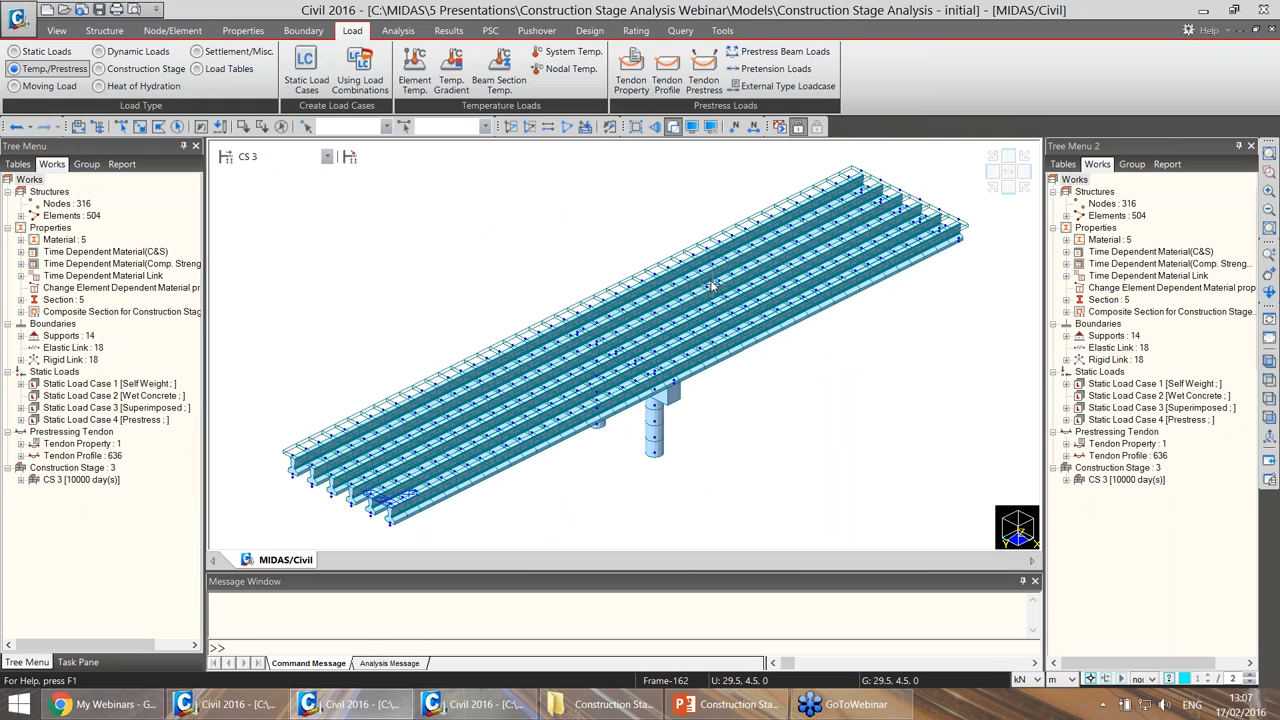 Civil 2016 - [C:\MIDAS\5 Presentations\Construction Stage Analysis Webinar\Models\Construction Stage Analysis - initial] - [MIDAS/Civil]
View Structure Node/Element Properties Boundary Load Analysis Results PSC Pushover Design Rating Query Tools Help
Static Loads Dynamic Loads Settlement/Misc.
Temp./Prestress Construction Stage Load Tables
Moving Load Heat of Hydration
Load Type
Static Load Cases
Using Load Combinations
Create Load Cases
Element Temp.
Temp. Gradient
Beam Section Temp.
System Temp.
Nodal Temp.
Temperature Loads
Tendon Property
Tendon Profile
Tendon Prestress
Prestress Beam Loads
Pretension Loads
External Type Loadcase
Prestress Loads
Tree Menu
Tables Works Group Report
Works
Structures
Nodes : 316
Elements : 504
Properties
Material : 5
Time Dependent Material(C&S)
Time Dependent Material(Comp. Streng
Time Dependent Material Link
Change Element Dependent Material pr
Section : 5
Composite Section for Construction Stag
Boundaries
Supports : 14
Elastic Link : 18
Rigid Link : 18
Static Loads
Static Load Case 1 [Self Weight ; ]
Static Load Case 2 [Wet Concrete ; ]
Static Load Case 3 [Superimposed ; ]
Static Load Case 4 [Prestress ; ]
Prestressing Tendon
Tendon Property : 1
Tendon Profile : 636
Construction Stage : 3
CS 3 [10000 day(s)]
Tree Menu Task Pane
CS 3
TOP
MIDAS/Civil
Message Window
>>
Command Message Analysis Message
Tree Menu 2
Tables Works Group Report
Works
Structures
Nodes : 316
Elements : 504
Properties
Material : 5
Time Dependent Material(C&S)
Time Dependent Material(Comp. Streng...
Time Dependent Material Link
Change Element Dependent Material prop
Section : 5
Composite Section for Construction Stage...
Boundaries
Supports : 14
Elastic Link : 18
Rigid Link : 18
Static Loads
Static Load Case 1 [Self Weight ; ]
Static Load Case 2 [Wet Concrete ; ]
Static Load Case 3 [Superimposed ; ]
Static Load Case 4 [Prestress ; ]
Prestressing Tendon
Tendon Property : 1
Tendon Profile : 636
Construction Stage : 3
CS 3 [10000 day(s)]
For Help, press F1 Frame-162 U: 29.5, 4.5, 0 G: 29.5, 4.5, 0 kN m noi 1 / 2
My Webinars - G... Civil 2016 - [C:\... Civil 2016 - [C:\... Civil 2016 - [C:\... Construction Sta... Construction Sta... GoToWebinar ENG 13:07
17/02/2016